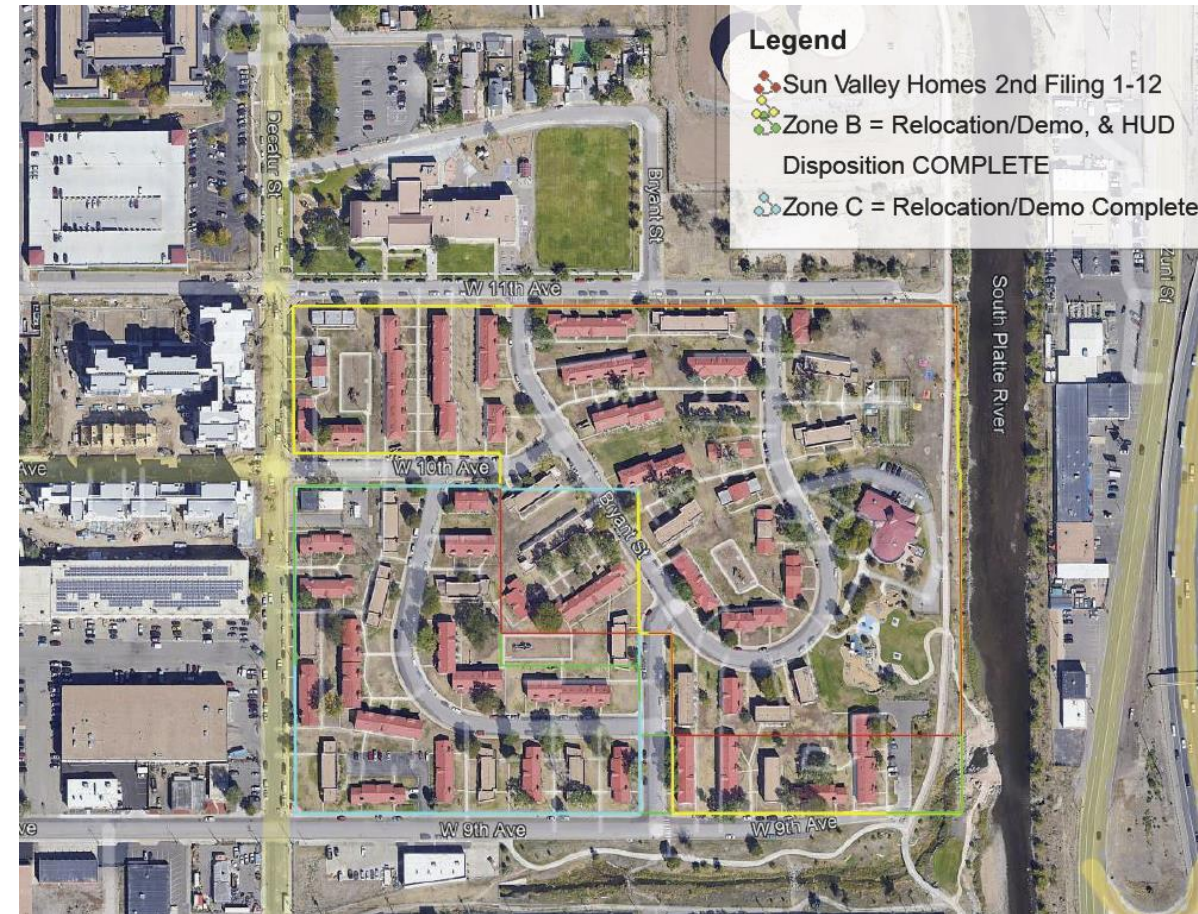 Legend
Sun Valley Homes 2nd Filing 1-12
Zone B = Relocation/Demo, & HUD
Disposition COMPLETE
Zone C = Relocation/Demo Complete
Decatur St
Bryant St
Zuni St
W 11th Ave
South Platte River
Ave
W 10th Ave
Bryant St
ve
W 9th Ave
W 9th Ave